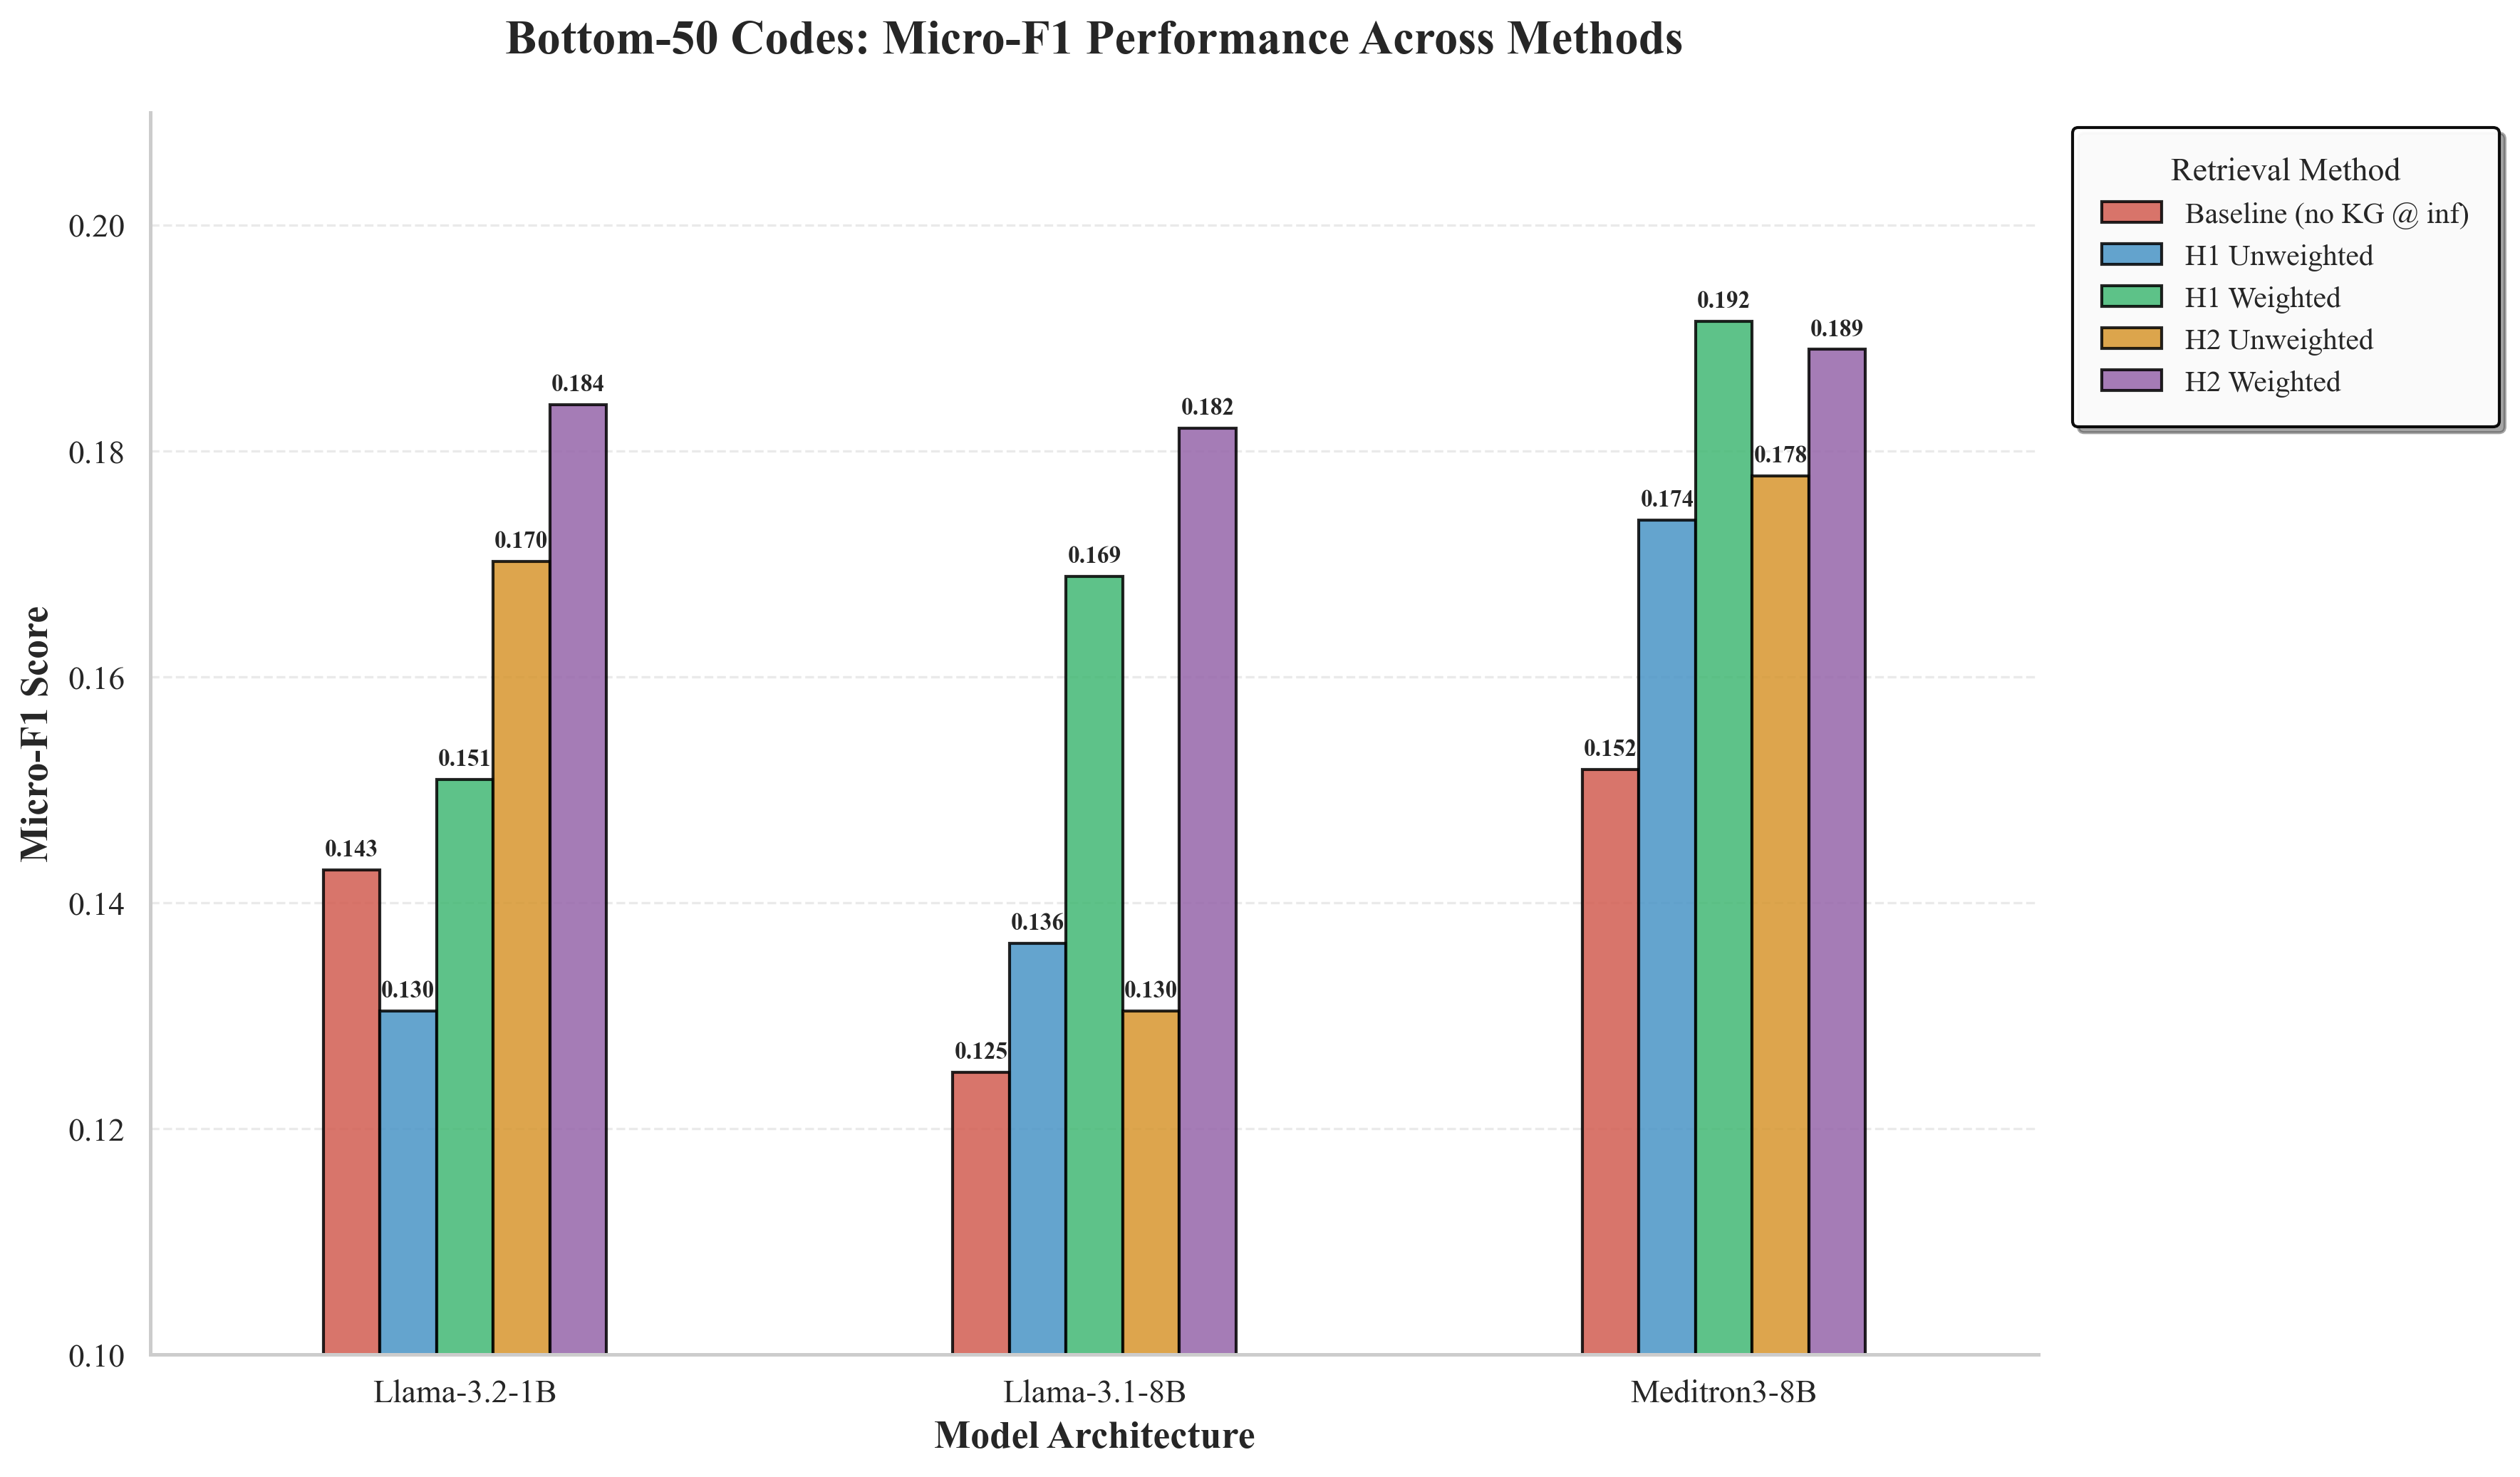 Bottom-50 Codes: Micro-F1 Performance Across Methods
Retrieval Method
Baseline (no KG @ inf)
H1 Unweighted
H1 Weighted
H2 Unweighted
H2 Weighted
Micro-F1 Score
0.20
0.18
0.16
0.14
0.12
0.10
0.143
0.130
0.151
0.170
0.184
0.125
0.136
0.169
0.130
0.182
0.152
0.174
0.192
0.178
0.189
Llama-3.2-1B
Llama-3.1-8B
Meditron3-8B
Model Architecture